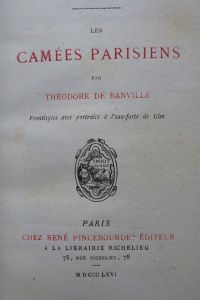 LES
CAMÉES PARISIENS
PAR
THÉODORE DE BANVILLE
Frontispice avec portraits à l'eau-forte de Ulm
PARIS
CHEZ RENÉ PINCEBOURDE, ÉDITEUR
A LA LIBRAIRIE RICHELIEU
78, RUE RICHELIEU, 78
MDCCCLXVI